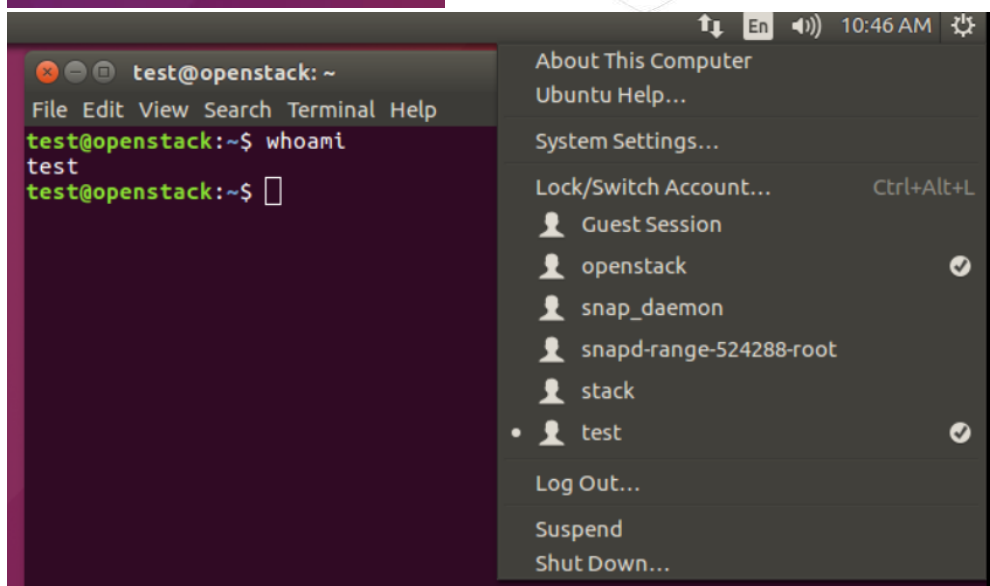 En 10:46 AM
test@openstack: ~
File Edit View Search Terminal Help
test@openstack:~$ whoami
test
test@openstack:~$
About This Computer
Ubuntu Help...
System Settings...
Lock/Switch Account... Ctrl+Alt+L
Guest Session
openstack
snap_daemon
snapd-range-524288-root
stack
test
Log Out...
Suspend
Shut Down...